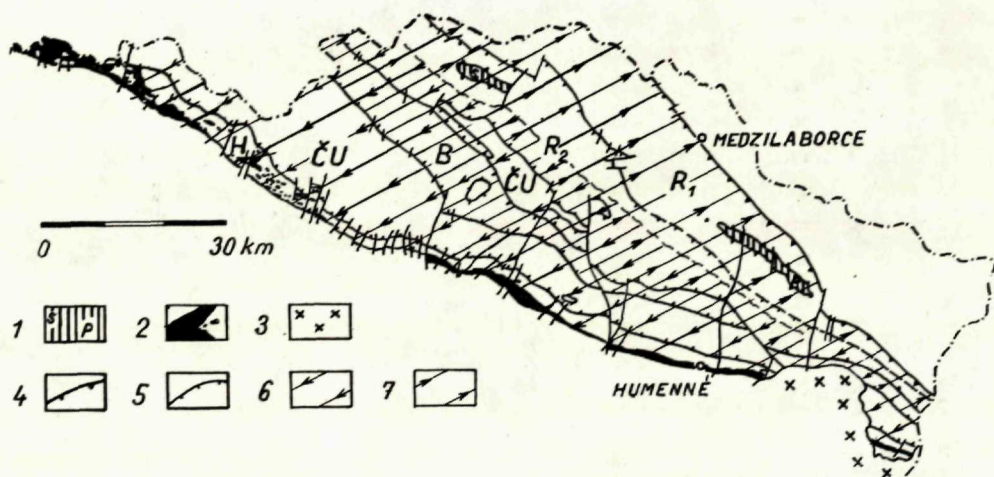 MEDZILABORCE
H
ČU
B
ČU
R₂
R₁
0 30 km
HUMENNÉ
1 Š P 2 3
4 5 6 7